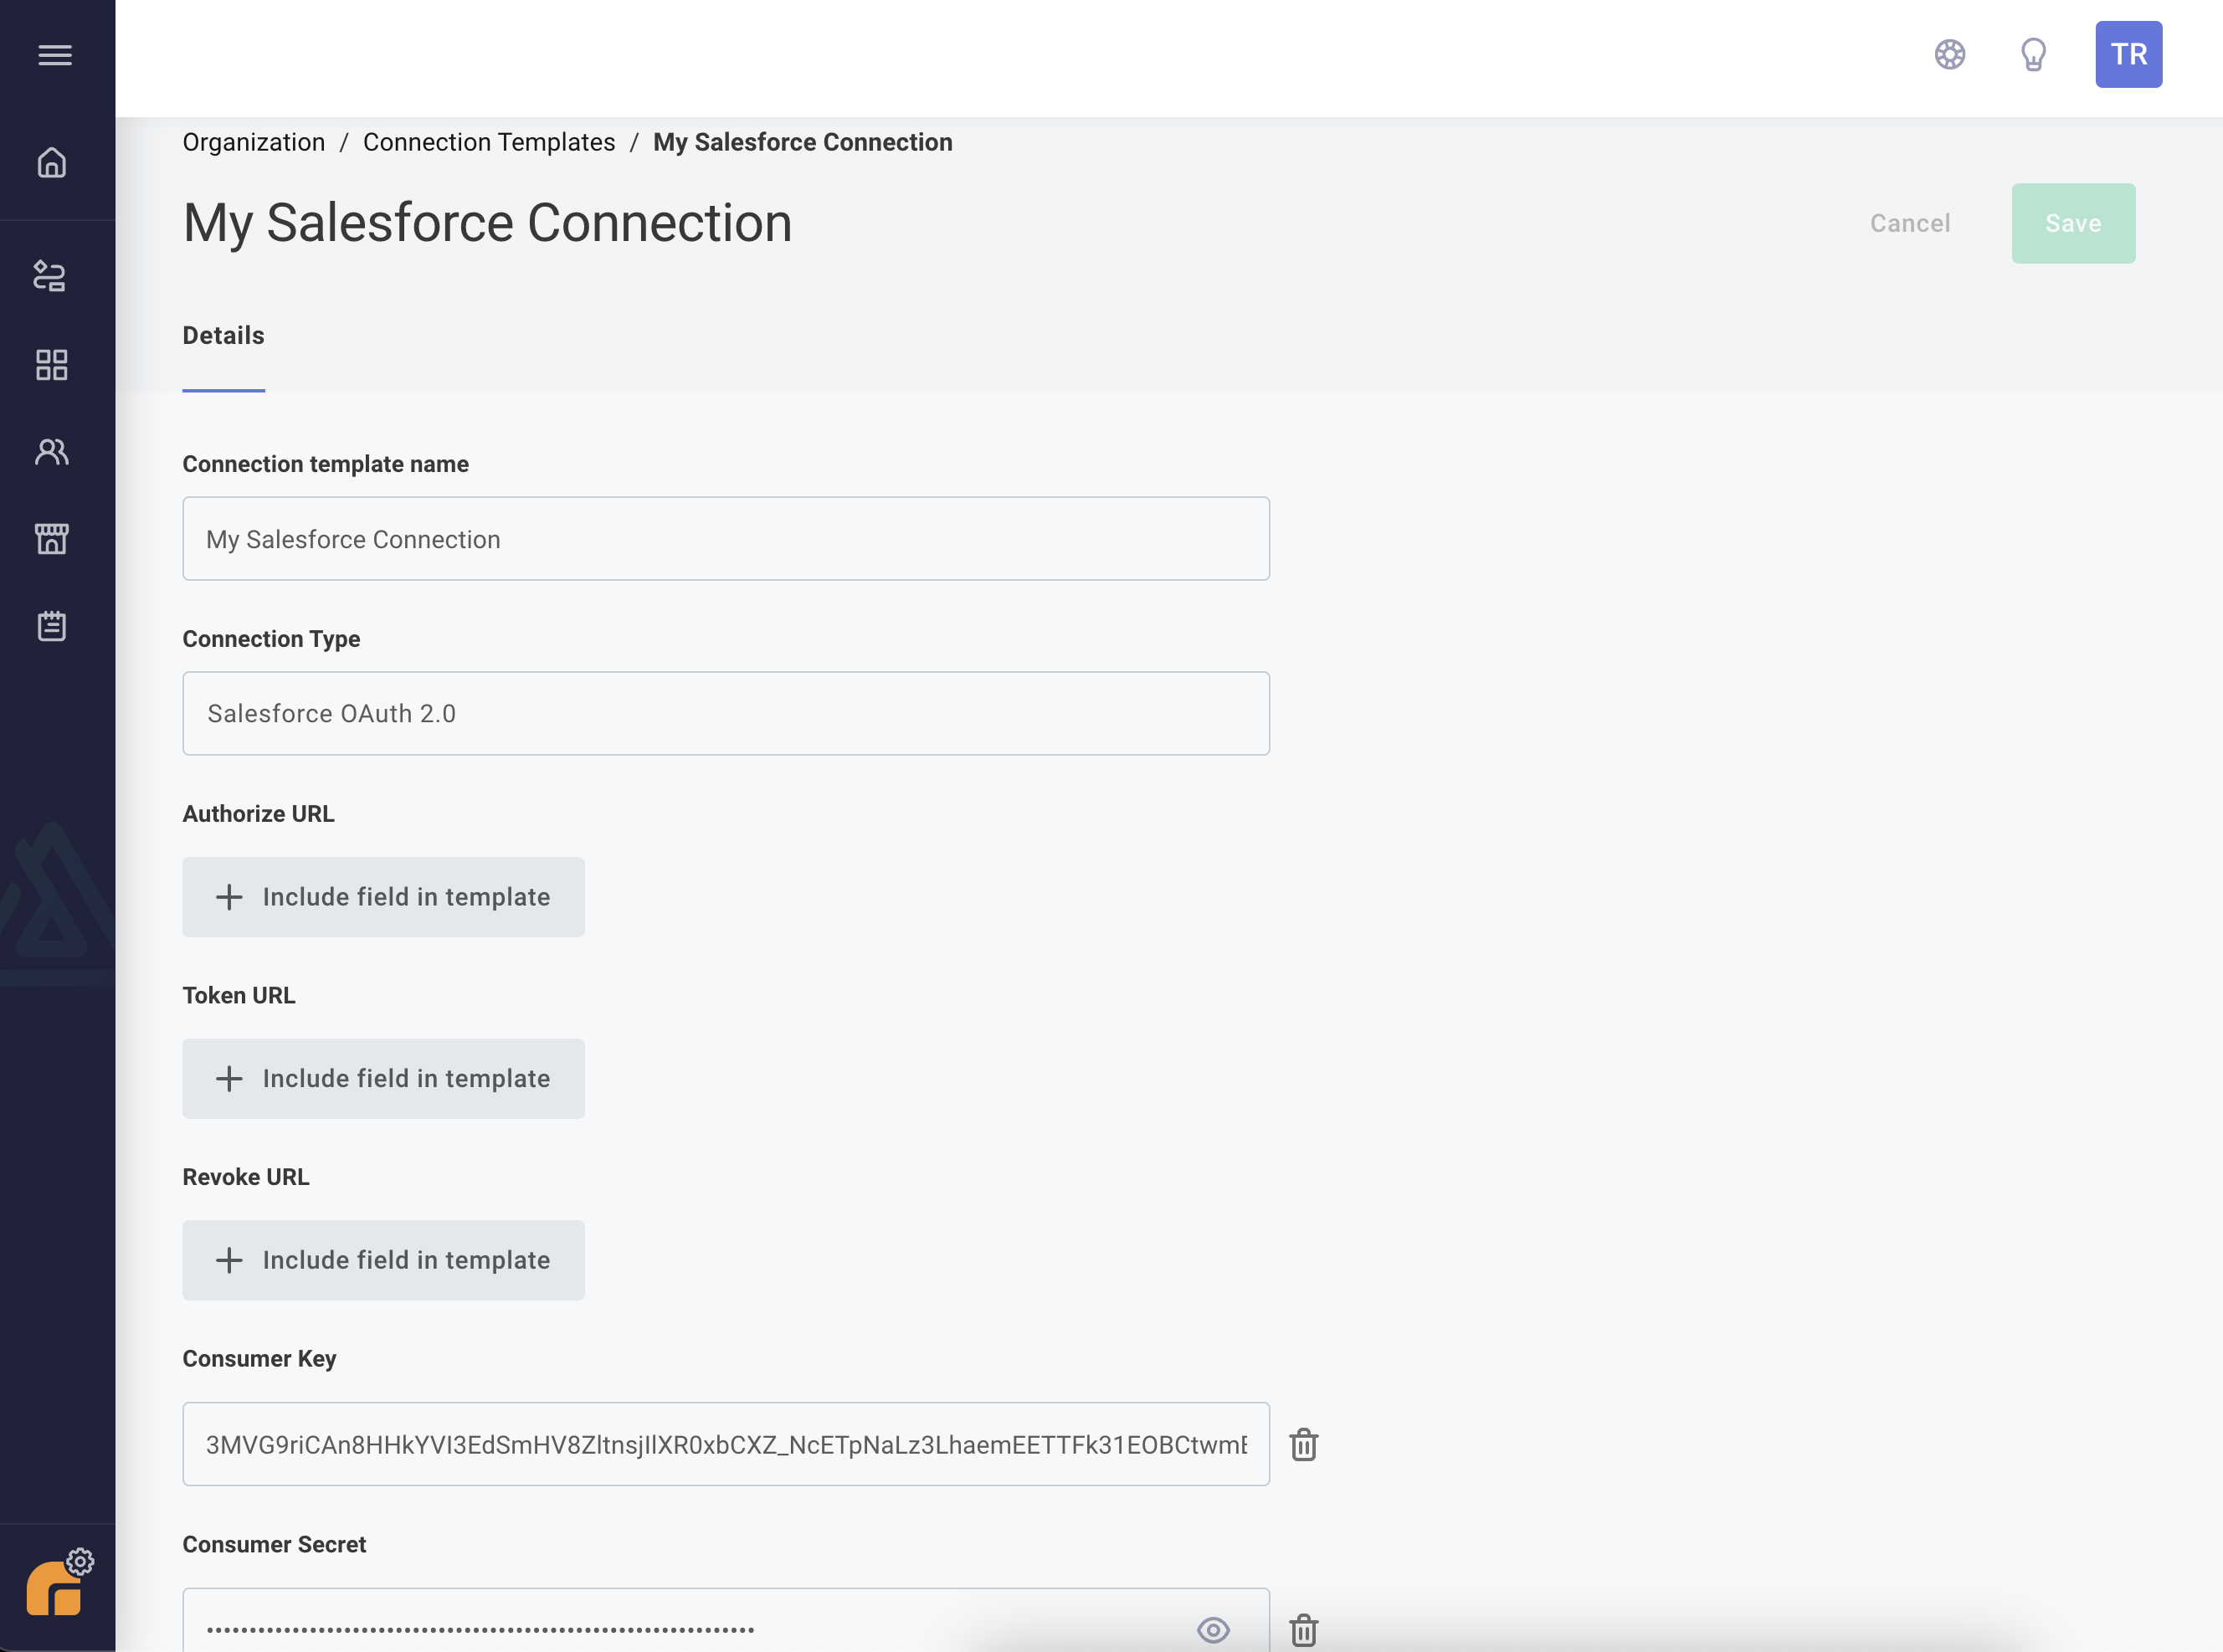 TR
Organization / Connection Templates / My Salesforce Connection
My Salesforce Connection
Cancel
Save
Details
Connection template name
My Salesforce Connection
Connection Type
Salesforce OAuth 2.0
Authorize URL
Include field in template
Token URL
Include field in template
Revoke URL
Include field in template
Consumer Key
3MVG9riCAn8HHkYVI3EdSmHV8ZltnsjIlXR0xbCXZ_NcETpNaLz3LhaemEETTFk31EOBCtwmE
Consumer Secret